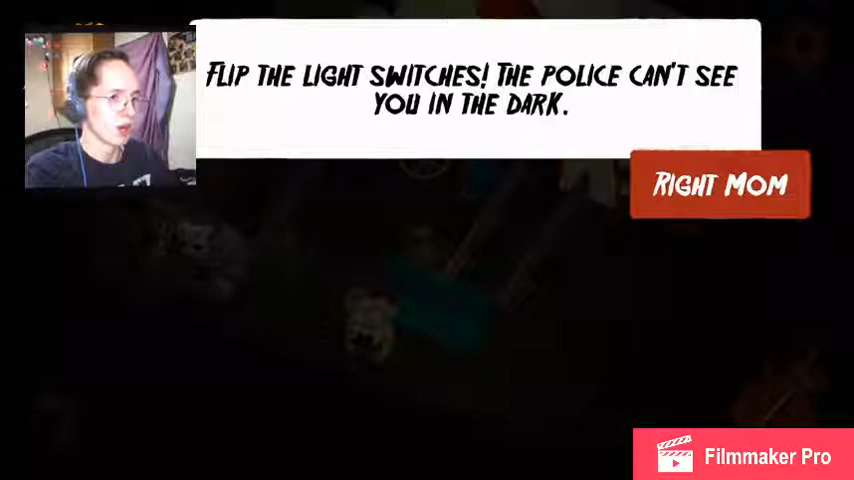 FLIP THE LIGHT SWITCHES! THE POLICE CAN'T SEE
YOU IN THE DARK.
RIGHT MOM
Filmmaker Pro